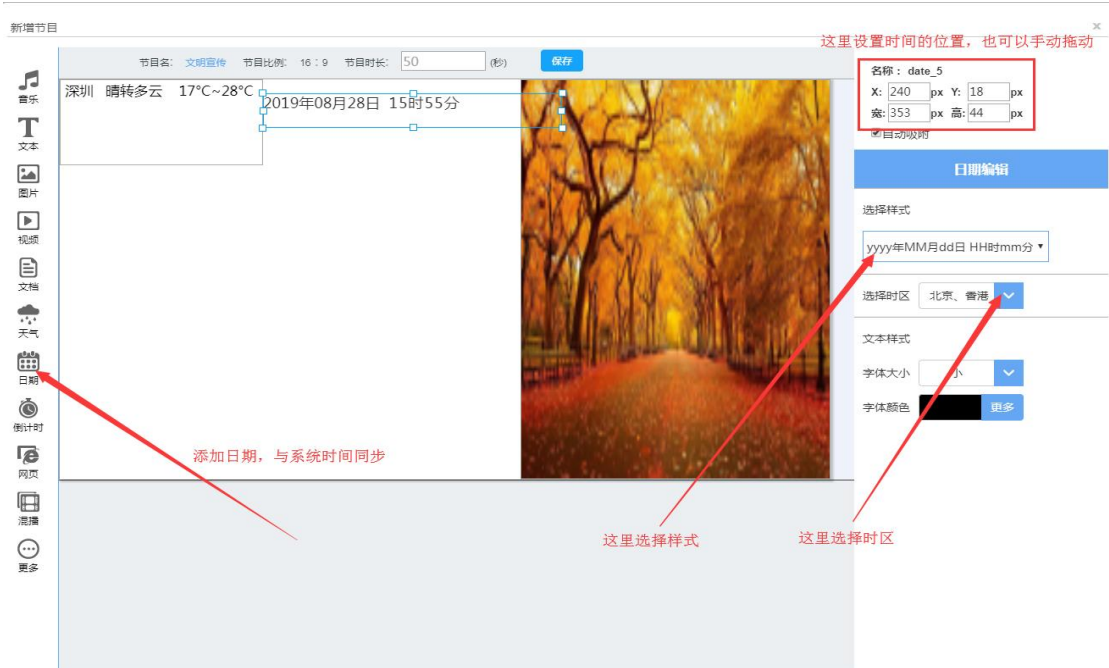 新增节目
×
这里设置时间的位置，也可以手动拖动
节目名: 文明宣传 节目比例: 16：9 节目时长: 50 (秒) 保存
名称： date_5
X: 240 px Y: 18 px
宽: 353 px 高: 44 px
自动吸附
深圳 晴转多云 17°C~28°C
2019年08月28日 15时55分
音乐
文本
图片
视频
文档
天气
日期
倒计时
网页
混播
更多
日期编辑
选择样式
yyyy年MM月dd日 HH时mm分
选择时区 北京、香港
文本样式
字体大小 小
字体颜色 更多
添加日期，与系统时间同步
这里选择样式
这里选择时区